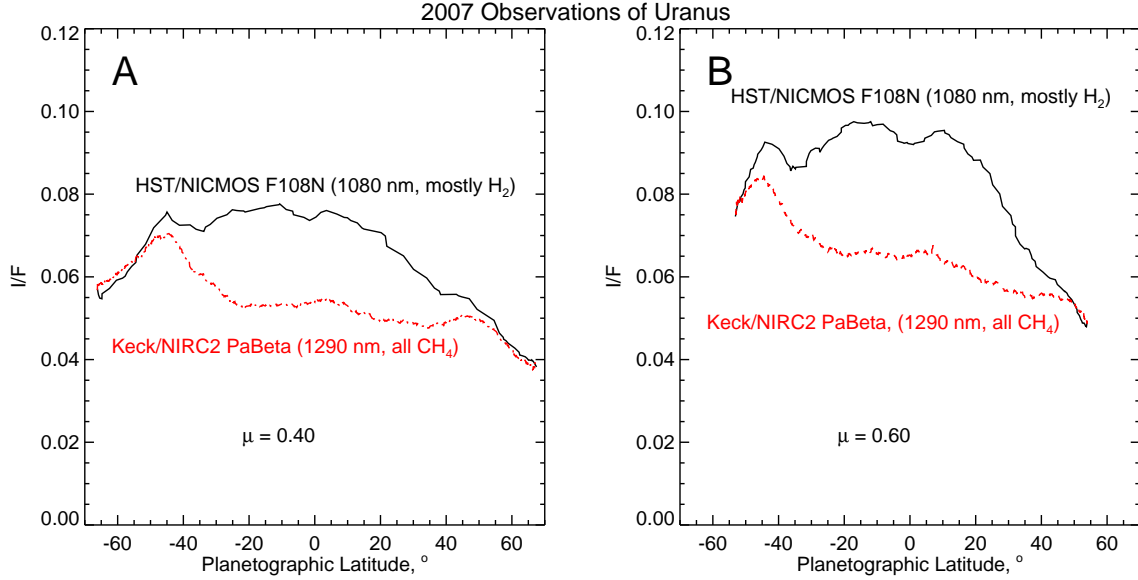 2007 Observations of Uranus
A
HST/NICMOS F108N (1080 nm, mostly H₂)
Keck/NIRC2 PaBeta (1290 nm, all CH₄)
μ = 0.40
I/F
0.12
0.10
0.08
0.06
0.04
0.02
0.00
-60 -40 -20 0 20 40 60
Planetographic Latitude, °
B
HST/NICMOS F108N (1080 nm, mostly H₂)
Keck/NIRC2 PaBeta, (1290 nm, all CH₄)
μ = 0.60
I/F
0.12
0.10
0.08
0.06
0.04
0.02
0.00
-60 -40 -20 0 20 40 60
Planetographic Latitude, °